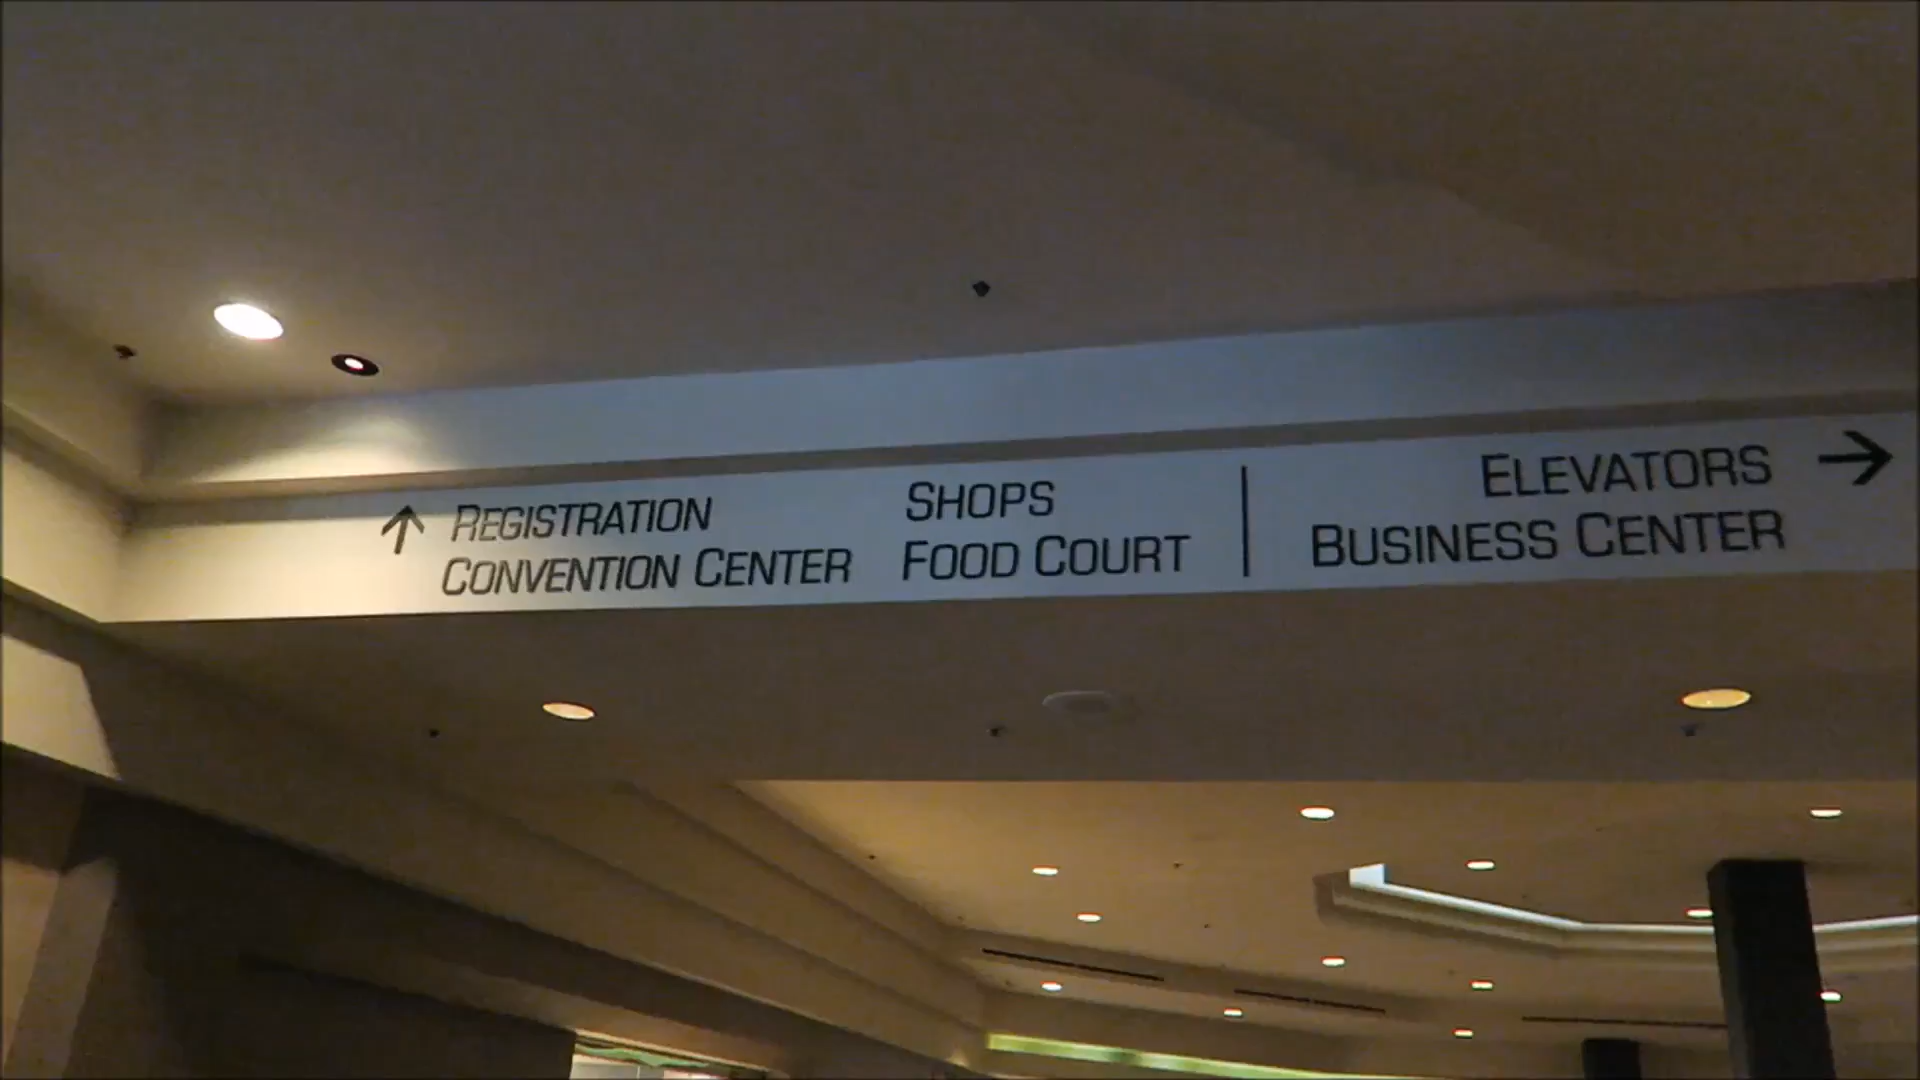 ↑ REGISTRATION
CONVENTION CENTER
SHOPS
FOOD COURT
ELEVATORS →
BUSINESS CENTER